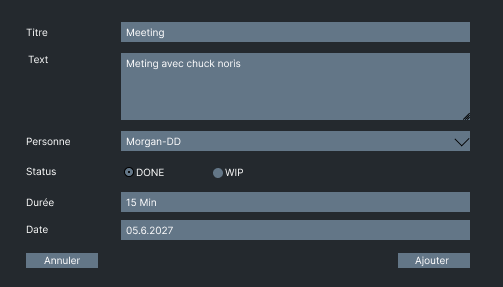 Titre Meeting
Text Meting avec chuck noris
Personne Morgan-DD
Status DONE WIP
Durée 15 Min
Date 05.6.2027
Annuler Ajouter